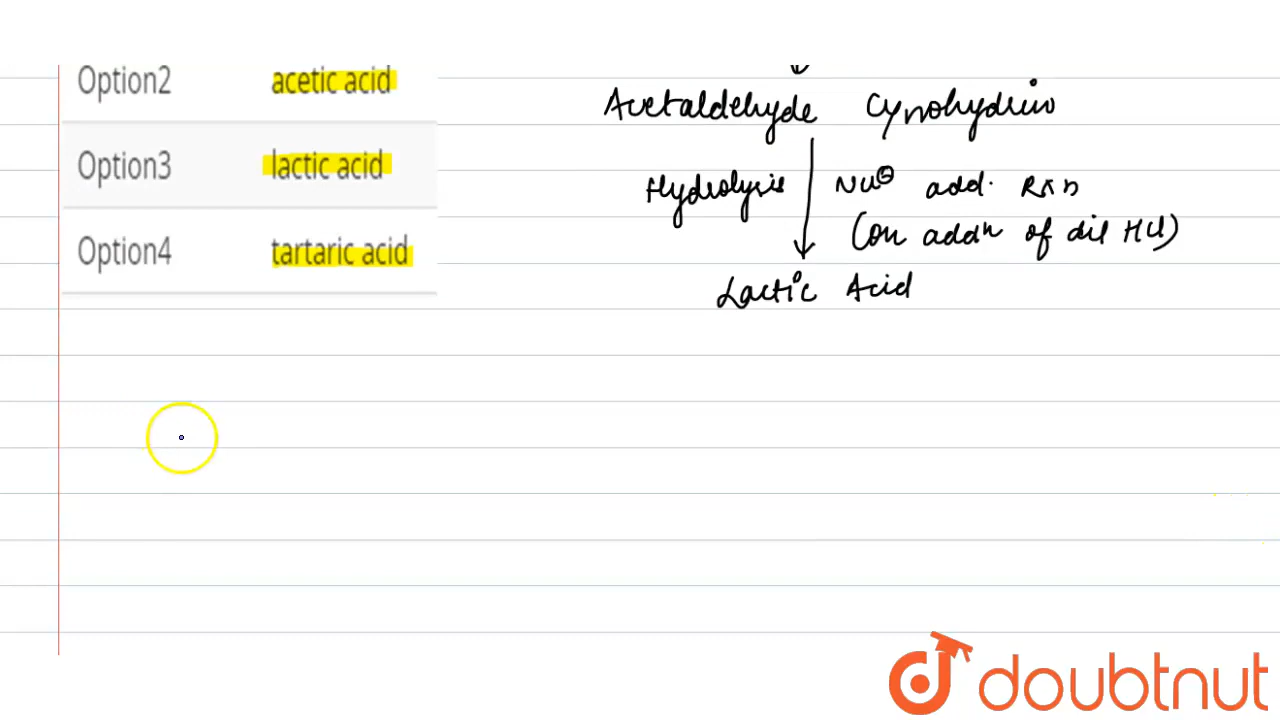 Option2 acetic acid
Option3 lactic acid
Option4 tartaric acid
Acetaldehyde Cynohydrin
Hydrolysis Nu⊖ add. Rxn
(on addn of dil HCl)
Lactic Acid
doubtnut